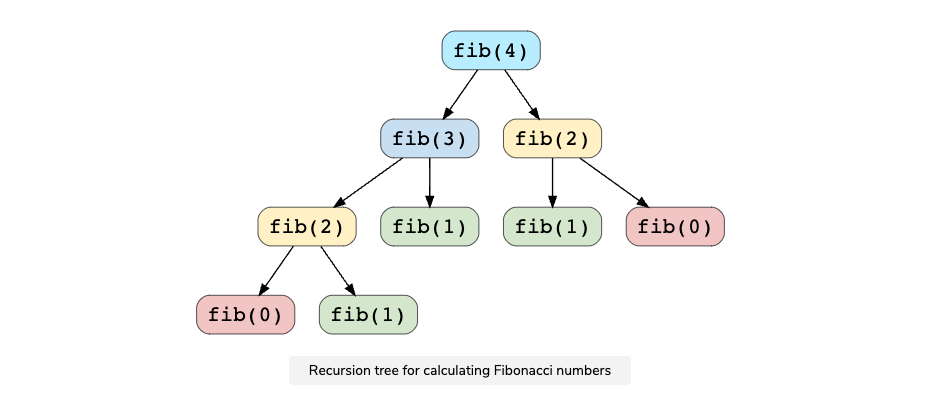 fib(4)
fib(3) fib(2)
fib(2) fib(1) fib(1) fib(0)
fib(0) fib(1)
Recursion tree for calculating Fibonacci numbers